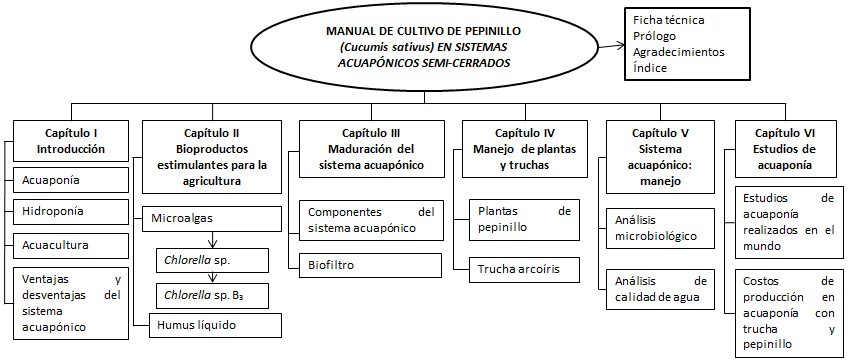 MANUAL DE CULTIVO DE PEPINILLO
(Cucumis sativus) EN SISTEMAS
ACUAPÓNICOS SEMI-CERRADOS
Ficha técnica
Prólogo
Agradecimientos
Índice
Capítulo I
Introducción
Acuaponía
Hidroponía
Acuacultura
Ventajas y
desventajas del
sistema
acuapónico
Capítulo II
Bioproductos
estimulantes para la
agricultura
Microalgas
Chlorella sp.
Chlorella sp. B₃
Humus líquido
Capítulo III
Maduración del
sistema acuapónico
Componentes del
sistema acuapónico
Biofiltro
Capítulo IV
Manejo de plantas
y truchas
Plantas de
pepinillo
Trucha arcoíris
Capítulo V
Sistema
acuapónico:
manejo
Análisis
microbiológico
Análisis de
calidad de agua
Capítulo VI
Estudios de
acuaponía
Estudios de
acuaponía
realizados en el
mundo
Costos de
producción en
acuaponía con
trucha y
pepinillo